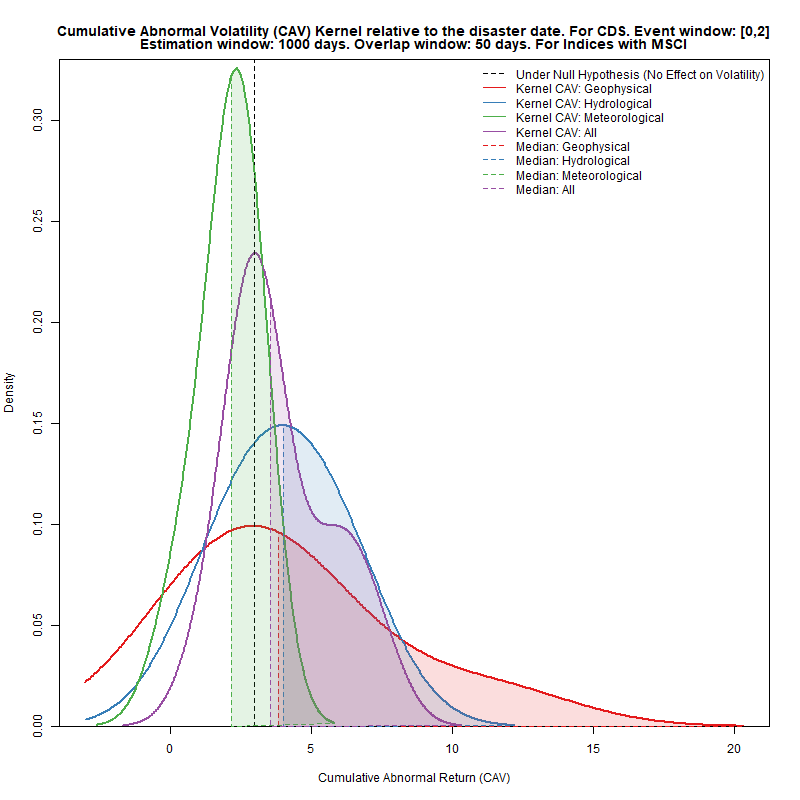 Cumulative Abnormal Volatility (CAV) Kernel relative to the disaster date. For CDS. Event window: [0,2]
Estimation window: 1000 days. Overlap window: 50 days. For Indices with MSCI
Under Null Hypothesis (No Effect on Volatility)
Kernel CAV: Geophysical
Kernel CAV: Hydrological
Kernel CAV: Meteorological
Kernel CAV: All
Median: Geophysical
Median: Hydrological
Median: Meteorological
Median: All
Density
0.30
0.25
0.20
0.15
0.10
0.05
0.00
0 5 10 15 20
Cumulative Abnormal Return (CAV)